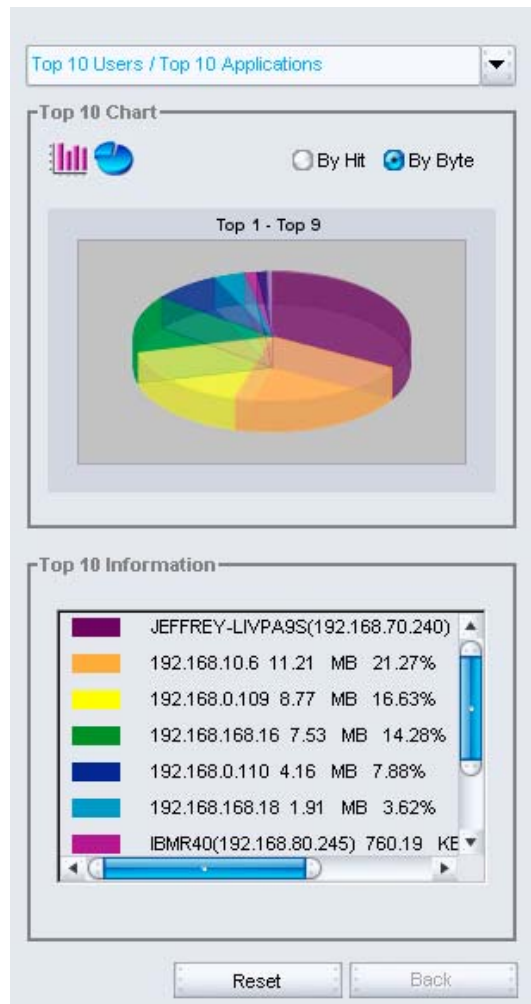 Top 10 Users / Top 10 Applications
Top 10 Chart
By Hit By Byte
Top 1 - Top 9
Top 10 Information
JEFFREY-LIVPA9S(192.168.70.240)
192.168.10.6 11.21 MB 21.27%
192.168.0.109 8.77 MB 16.63%
192.168.168.16 7.53 MB 14.28%
192.168.0.110 4.16 MB 7.88%
192.168.168.18 1.91 MB 3.62%
IBMR40(192.168.80.245) 760.19 KB
Reset Back